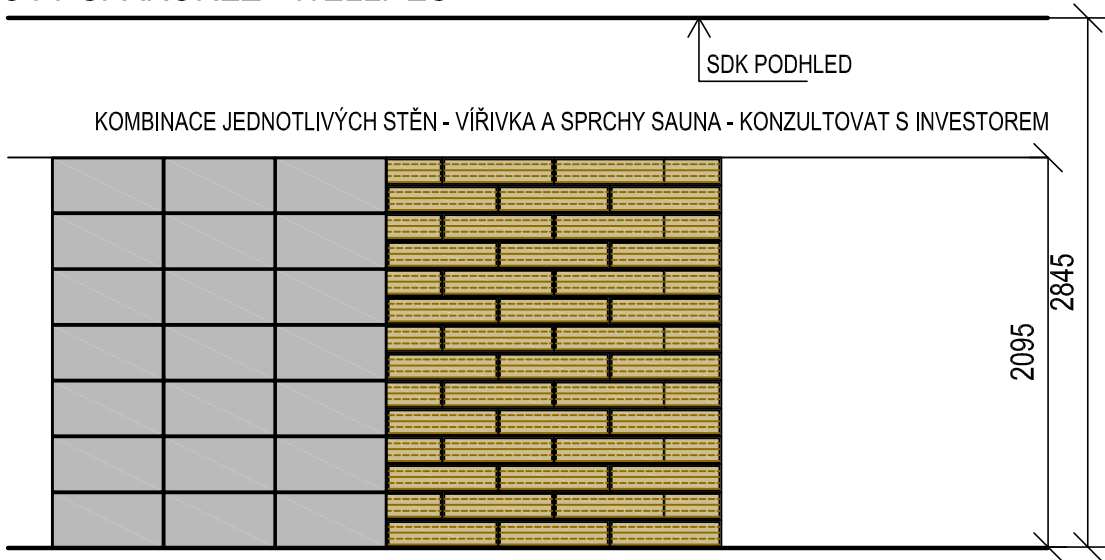 SDK PODHLED
KOMBINACE JEDNOTLIVÝCH STĚN - VÍŘIVKA A SPRCHY SAUNA - KONZULTOVAT S INVESTOREM
2845
2095